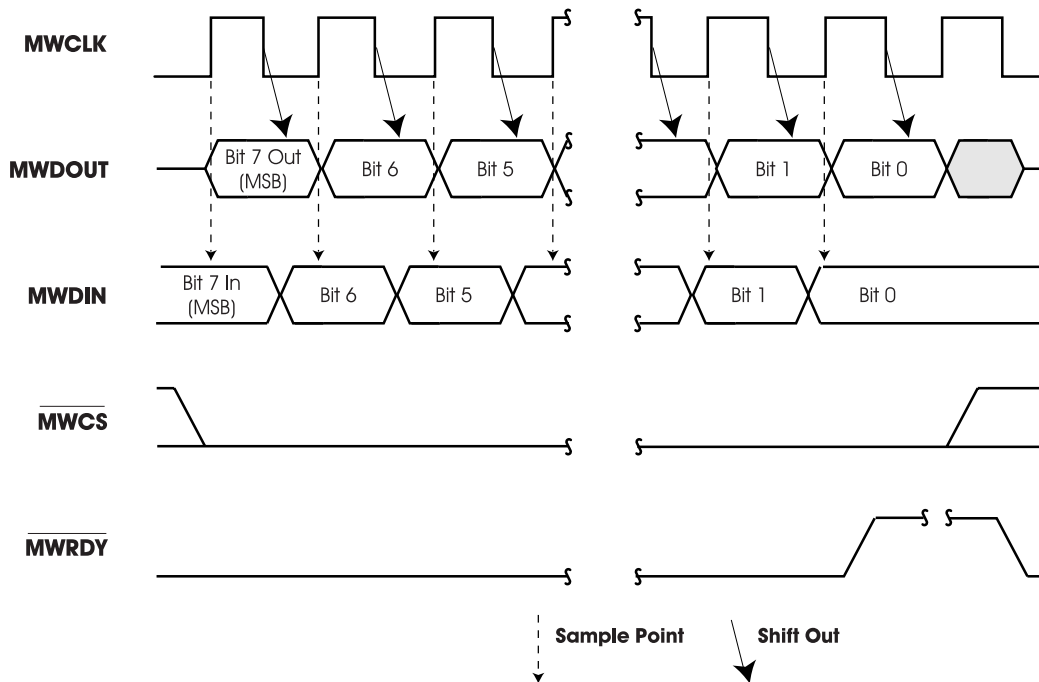 MWCLK
MWDOUT
Bit 7 Out
(MSB)
Bit 6
Bit 5
Bit 1
Bit 0
MWDIN
Bit 7 In
(MSB)
Bit 6
Bit 5
Bit 1
Bit 0
MWCS
MWRDY
Sample Point
Shift Out